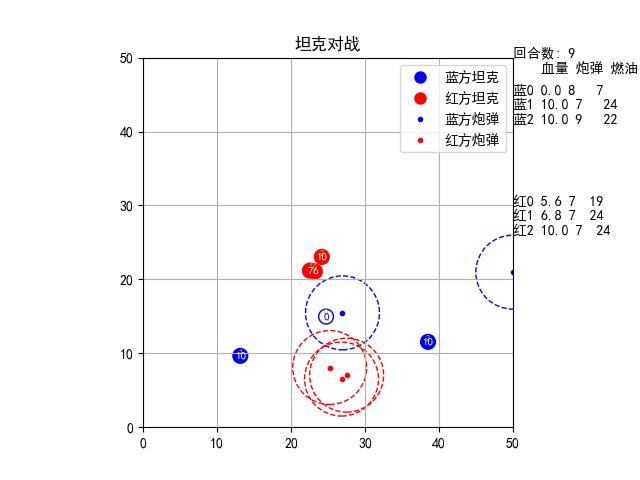 坦克对战
回合数: 9
血量 炮弹 燃油
蓝0 0.0 8 7
蓝1 10.0 7 24
蓝2 10.0 9 22
红0 5.6 7 19
红1 6.8 7 24
红2 10.0 7 24
蓝方坦克
红方坦克
蓝方炮弹
红方炮弹
50
40
30
20
10
0
10
76
0
10
10
0 10 20 30 40 50